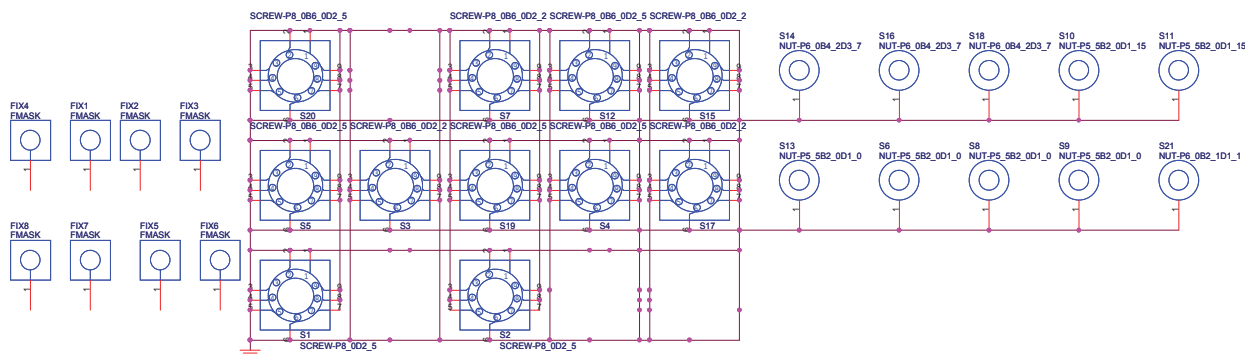 SCREW-P8_0B6_0D2_5
SCREW-P8_0B6_0D2_2
SCREW-P8_0B6_0D2_5
SCREW-P8_0B6_0D2_2
S14
NUT-P6_0B4_2D3_7
S16
NUT-P6_0B4_2D3_7
S18
NUT-P6_0B4_2D3_7
S10
NUT-P5_5B2_0D1_15
S11
NUT-P5_5B2_0D1_15
S20
S7
S12
S15
FIX4
FMASK
FIX1
FMASK
FIX2
FMASK
FIX3
FMASK
SCREW-P8_0B6_0D2_5
SCREW-P8_0B6_0D2_2
SCREW-P8_0B6_0D2_5
SCREW-P8_0B6_0D2_5
SCREW-P8_0B6_0D2_2
S13
NUT-P5_5B2_0D1_0
S6
NUT-P5_5B2_0D1_0
S8
NUT-P5_5B2_0D1_0
S9
NUT-P5_5B2_0D1_0
S21
NUT-P6_0B2_1D1_1
S5
S3
S19
S4
S17
FIX8
FMASK
FIX7
FMASK
FIX5
FMASK
FIX6
FMASK
S1
SCREW-P8_0D2_5
S2
SCREW-P8_0D2_5